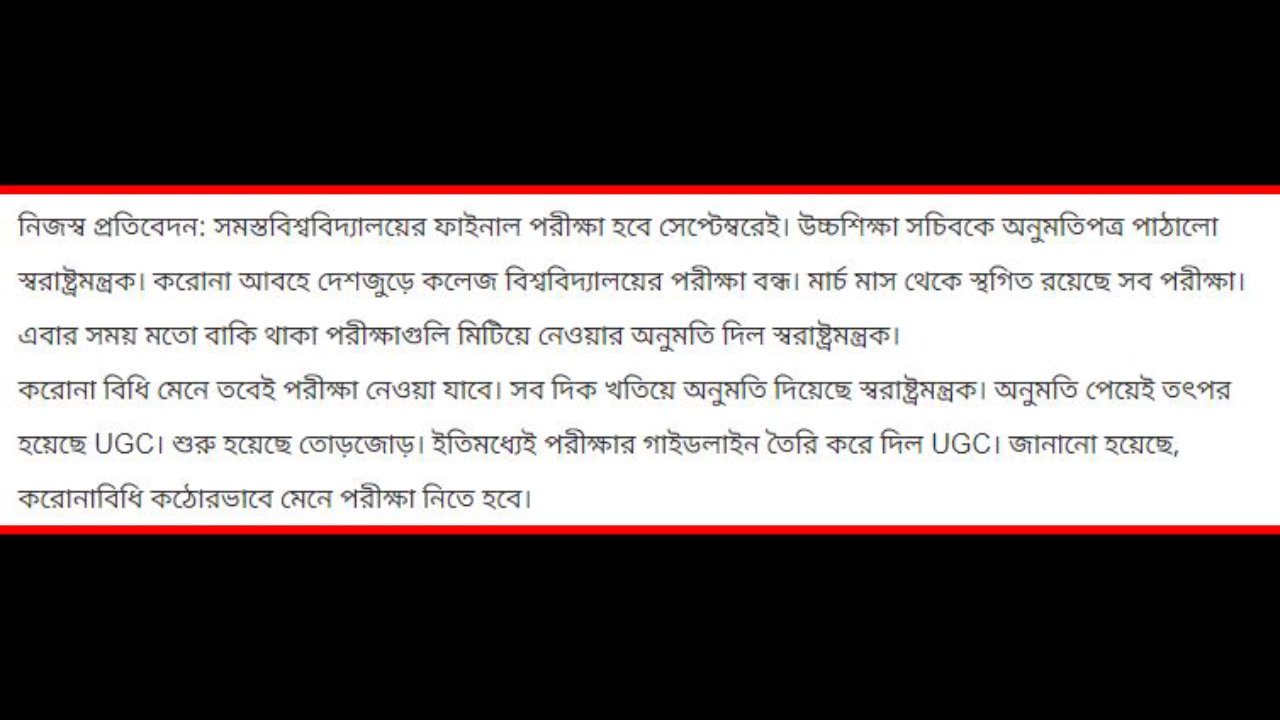 নিজস্ব প্রতিবেদন: সমস্তবিশ্ববিদ্যালয়ের ফাইনাল পরীক্ষা হবে সেপ্টেম্বরেই। উচ্চশিক্ষা সচিবকে অনুমতিপত্র পাঠালো
স্বরাষ্ট্রমন্ত্রক। করোনা আবহে দেশজুড়ে কলেজ বিশ্ববিদ্যালয়ের পরীক্ষা বন্ধ। মার্চ মাস থেকে স্থগিত রয়েছে সব পরীক্ষা।
এবার সময় মতো বাকি থাকা পরীক্ষাগুলি মিটিয়ে নেওয়ার অনুমতি দিল স্বরাষ্ট্রমন্ত্রক।
করোনা বিধি মেনে তবেই পরীক্ষা নেওয়া যাবে। সব দিক খতিয়ে অনুমতি দিয়েছে স্বরাষ্ট্রমন্ত্রক। অনুমতি পেয়েই তৎপর
হয়েছে UGC। শুরু হয়েছে তোড়জোড়। ইতিমধ্যেই পরীক্ষার গাইডলাইন তৈরি করে দিল UGC। জানানো হয়েছে,
করোনাবিধি কঠোরভাবে মেনে পরীক্ষা নিতে হবে।